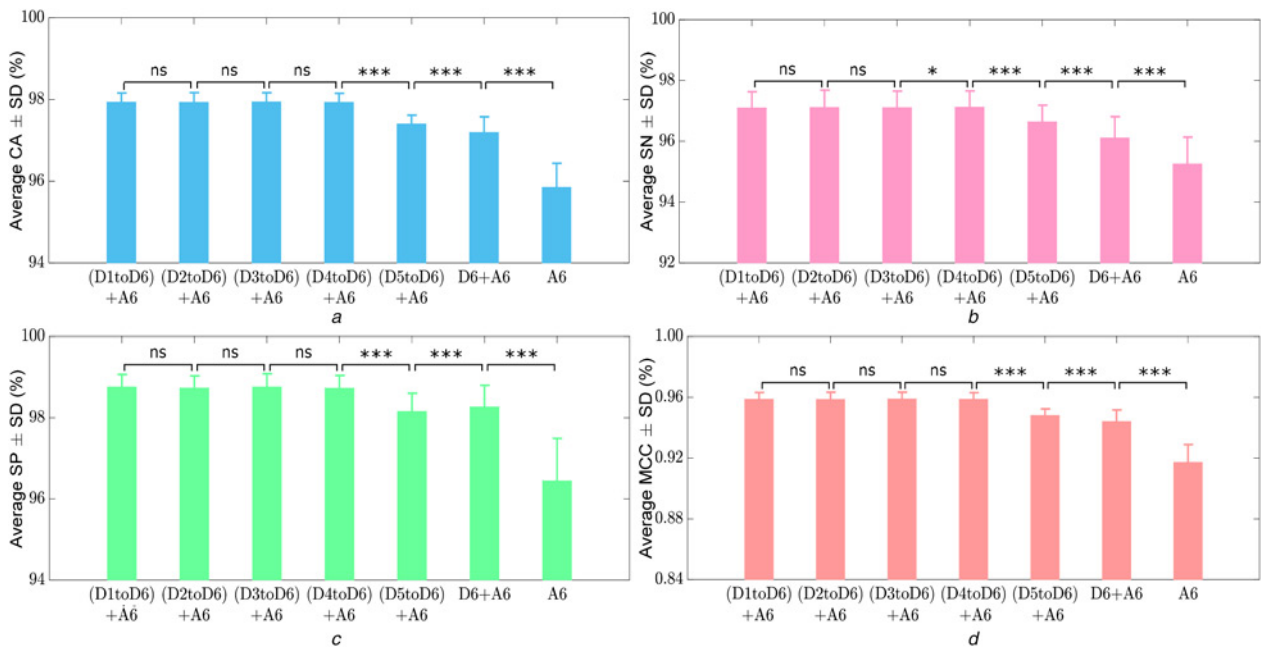 Average CA ± SD (%)
100
98
96
94
ns ns ns *** *** ***
(D1toD6) (D2toD6) (D3toD6) (D4toD6) (D5toD6) D6+A6 A6
+A6 +A6 +A6 +A6 +A6
a
Average SN ± SD (%)
100
98
96
94
92
ns ns * *** *** ***
(D1toD6) (D2toD6) (D3toD6) (D4toD6) (D5toD6) D6+A6 A6
+A6 +A6 +A6 +A6 +A6
b
Average SP ± SD (%)
100
98
96
94
ns ns ns *** *** ***
(D1toD6) (D2toD6) (D3toD6) (D4toD6) (D5toD6) D6+A6 A6
+A6 +A6 +A6 +A6 +A6
c
Average MCC ± SD (%)
1.00
0.96
0.92
0.88
0.84
ns ns ns *** *** ***
(D1toD6) (D2toD6) (D3toD6) (D4toD6) (D5toD6) D6+A6 A6
+A6 +A6 +A6 +A6 +A6
d